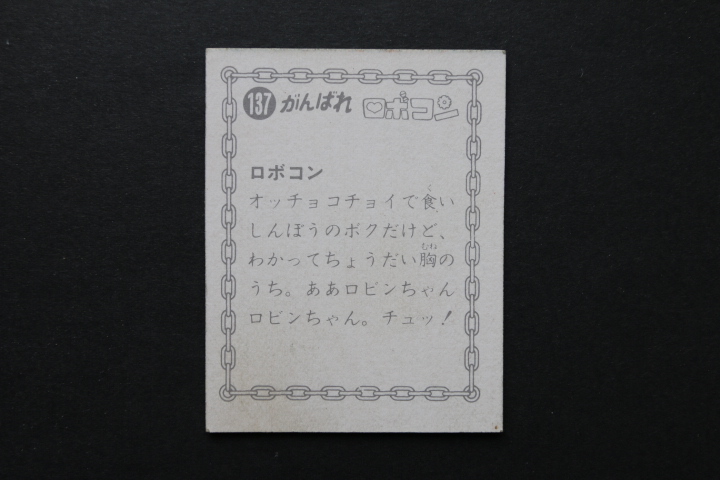 137 がんばれ ロボコン
ロボコン
オッチョコチョイで食い
しんぼうのボクだけど、
わかってちょうだい胸の
うち。ああロビンちゃん
ロビンちゃん。チュッ!